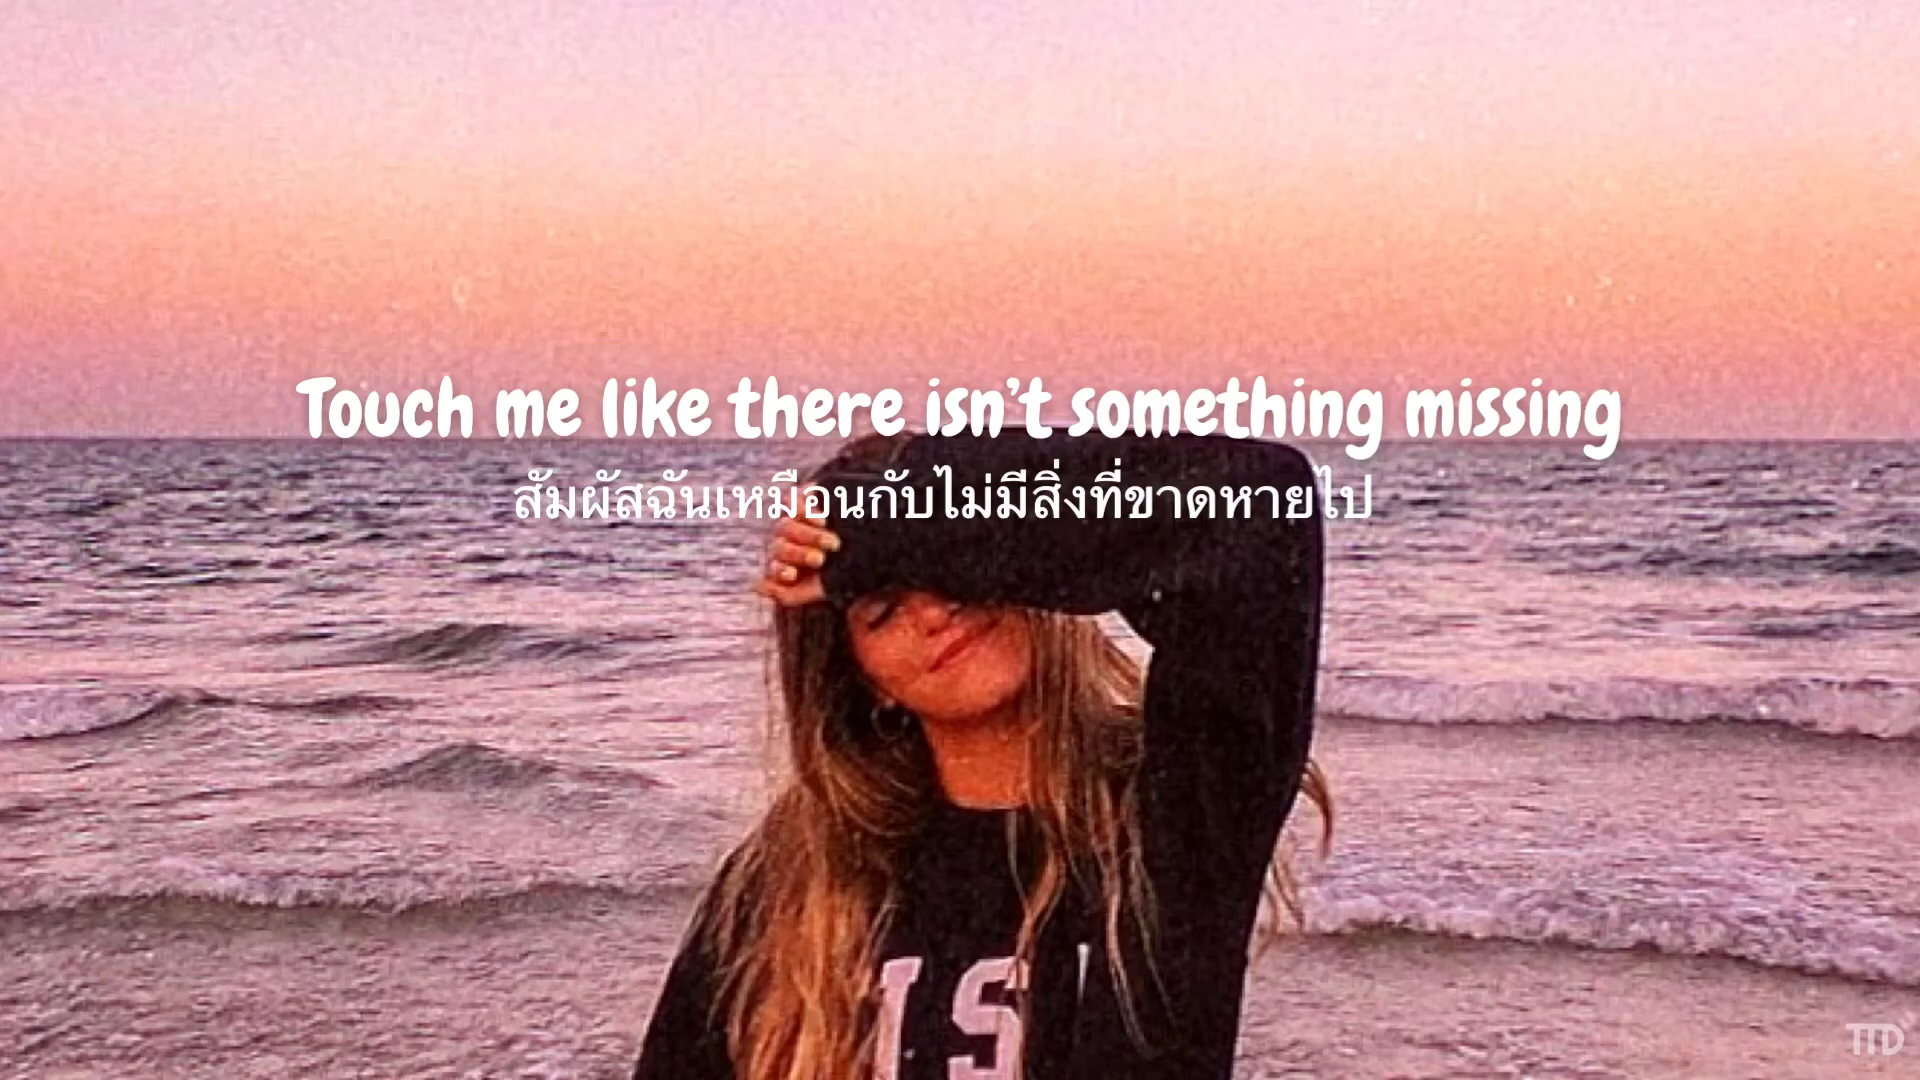 Touch me like there isn’t something missing
สัมผัสฉันเหมือนกับไม่มีสิ่งที่ขาดหายไป
IS
TTD